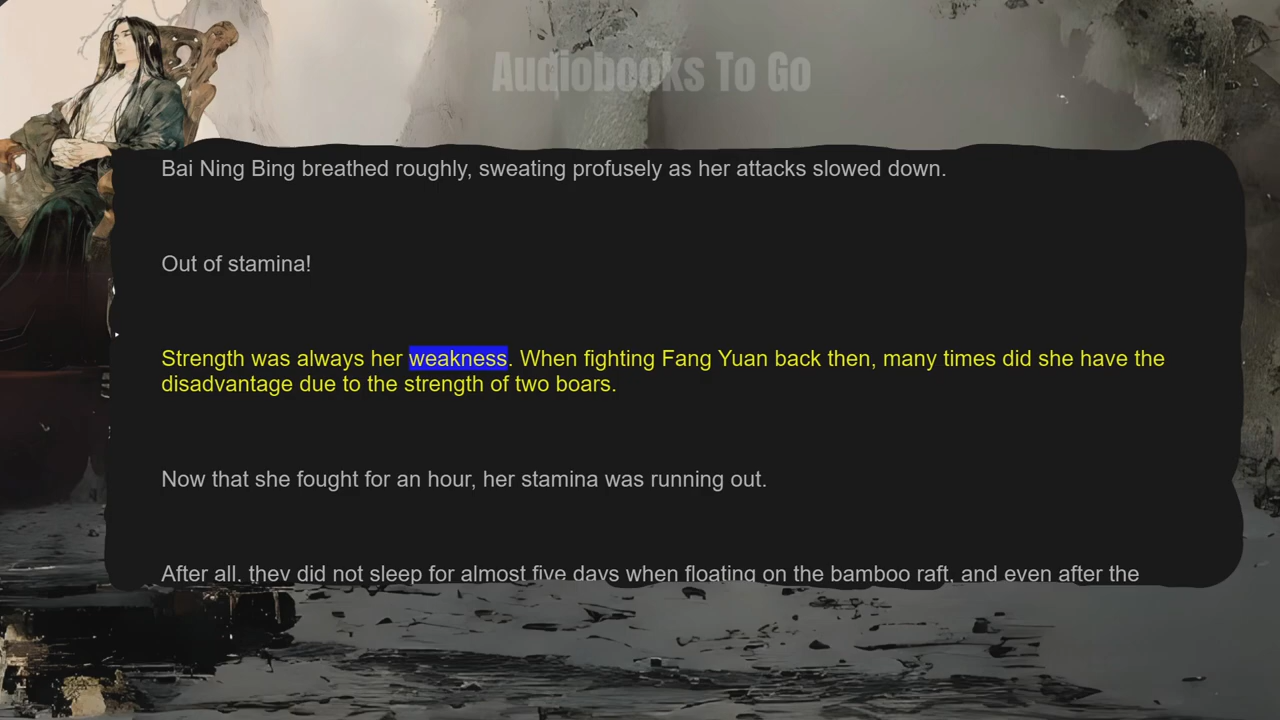 Audiobooks To Go
Bai Ning Bing breathed roughly, sweating profusely as her attacks slowed down.
Out of stamina!
Strength was always her weakness. When fighting Fang Yuan back then, many times did she have the
disadvantage due to the strength of two boars.
Now that she fought for an hour, her stamina was running out.
After all, they did not sleep for almost five days when floating on the bamboo raft, and even after the